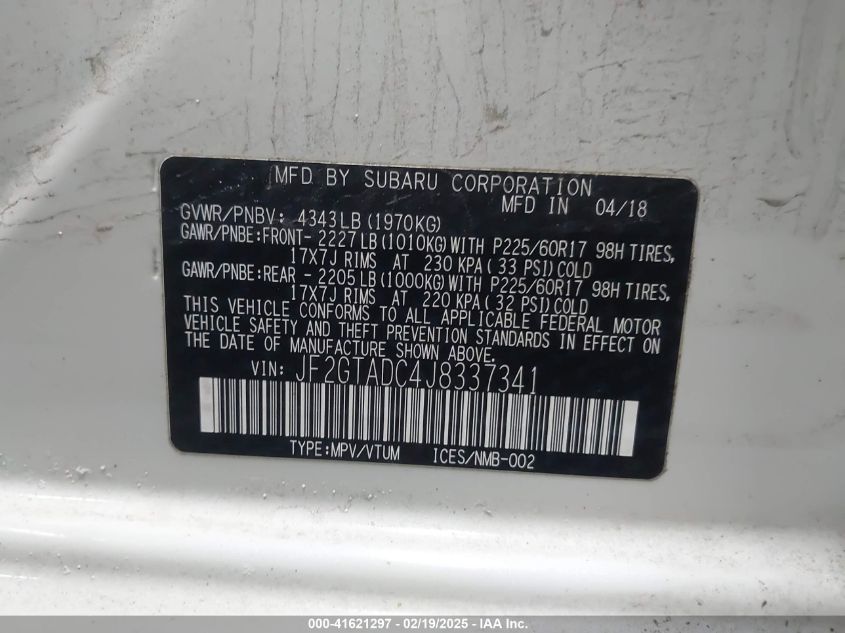 MFD BY SUBARU CORPORATION
MFD IN 04/18
GVWR/PNBV: 4343LB (1970KG)
GAWR/PNBE:FRONT- 2227 LB (1010KG) WITH P225/60R17 98H TIRES,
17X7J RIMS AT 230 KPA ( 33 PSI) COLD
GAWR/PNBE:REAR - 2205 LB (1000KG) WITH P225/60R17 98H TIRES,
17X7J RIMS AT 220 KPA ( 32 PSI) COLD
THIS VEHICLE CONFORMS TO ALL APPLICABLE FEDERAL MOTOR
VEHICLE SAFETY AND THEFT PREVENTION STANDARDS IN EFFECT ON
THE DATE OF MANUFACTURE SHOWN ABOVE.
VIN: JF2GTADC4J8337341
TYPE:MPV/VTUM ICES/NMB-002
000-41621297 - 02/19/2025 - IAA Inc.